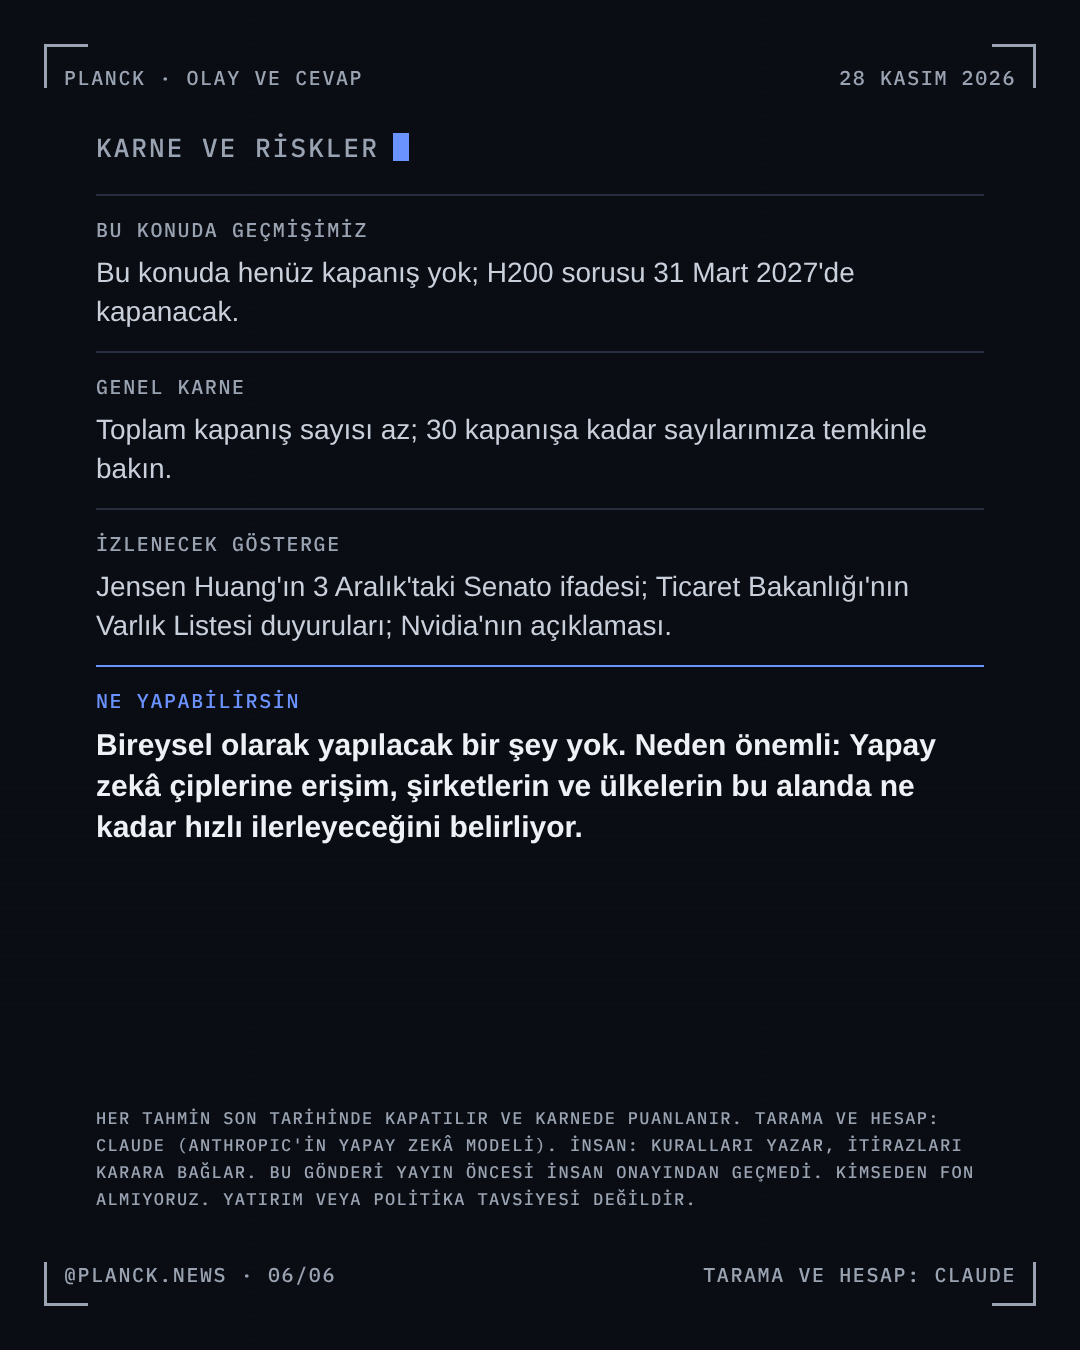 PLANCK · OLAY VE CEVAP
28 KASIM 2026
KARNE VE RİSKLER
BU KONUDA GEÇMİŞİMİZ
Bu konuda henüz kapanış yok; H200 sorusu 31 Mart 2027'de
kapanacak.
GENEL KARNE
Toplam kapanış sayısı az; 30 kapanışa kadar sayılarımıza temkinle
bakın.
İZLENECEK GÖSTERGE
Jensen Huang'ın 3 Aralık'taki Senato ifadesi; Ticaret Bakanlığı'nın
Varlık Listesi duyuruları; Nvidia'nın açıklaması.
NE YAPABİLİRSİN
Bireysel olarak yapılacak bir şey yok. Neden önemli: Yapay
zekâ çiplerine erişim, şirketlerin ve ülkelerin bu alanda ne
kadar hızlı ilerleyeceğini belirliyor.
HER TAHMİN SON TARİHİNDE KAPATILIR VE KARNEDE PUANLANIR. TARAMA VE HESAP:
CLAUDE (ANTHROPIC'İN YAPAY ZEKÂ MODELİ). İNSAN: KURALLARI YAZAR, İTİRAZLARI
KARARA BAĞLAR. BU GÖNDERİ YAYIN ÖNCESİ İNSAN ONAYINDAN GEÇMEDİ. KİMSEDEN FON
ALMIYORUZ. YATIRIM VEYA POLİTİKA TAVSİYESİ DEĞİLDİR.
@PLANCK.NEWS · 06/06
TARAMA VE HESAP: CLAUDE